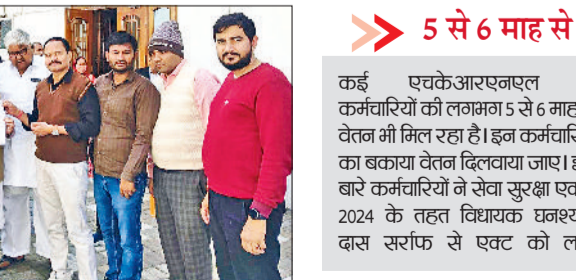 5 से 6 माह से
कई एचकेआरएनएल
कर्मचारियों की लगभग 5 से 6 माह
वेतन भी मिल रहा है। इन कर्मचारि
का बकाया वेतन दिलवाया जाए। इ
बारे कर्मचारियों ने सेवा सुरक्षा एक
2024 के तहत विधायक घनश्य
दास सर्राफ से एक्ट को ल